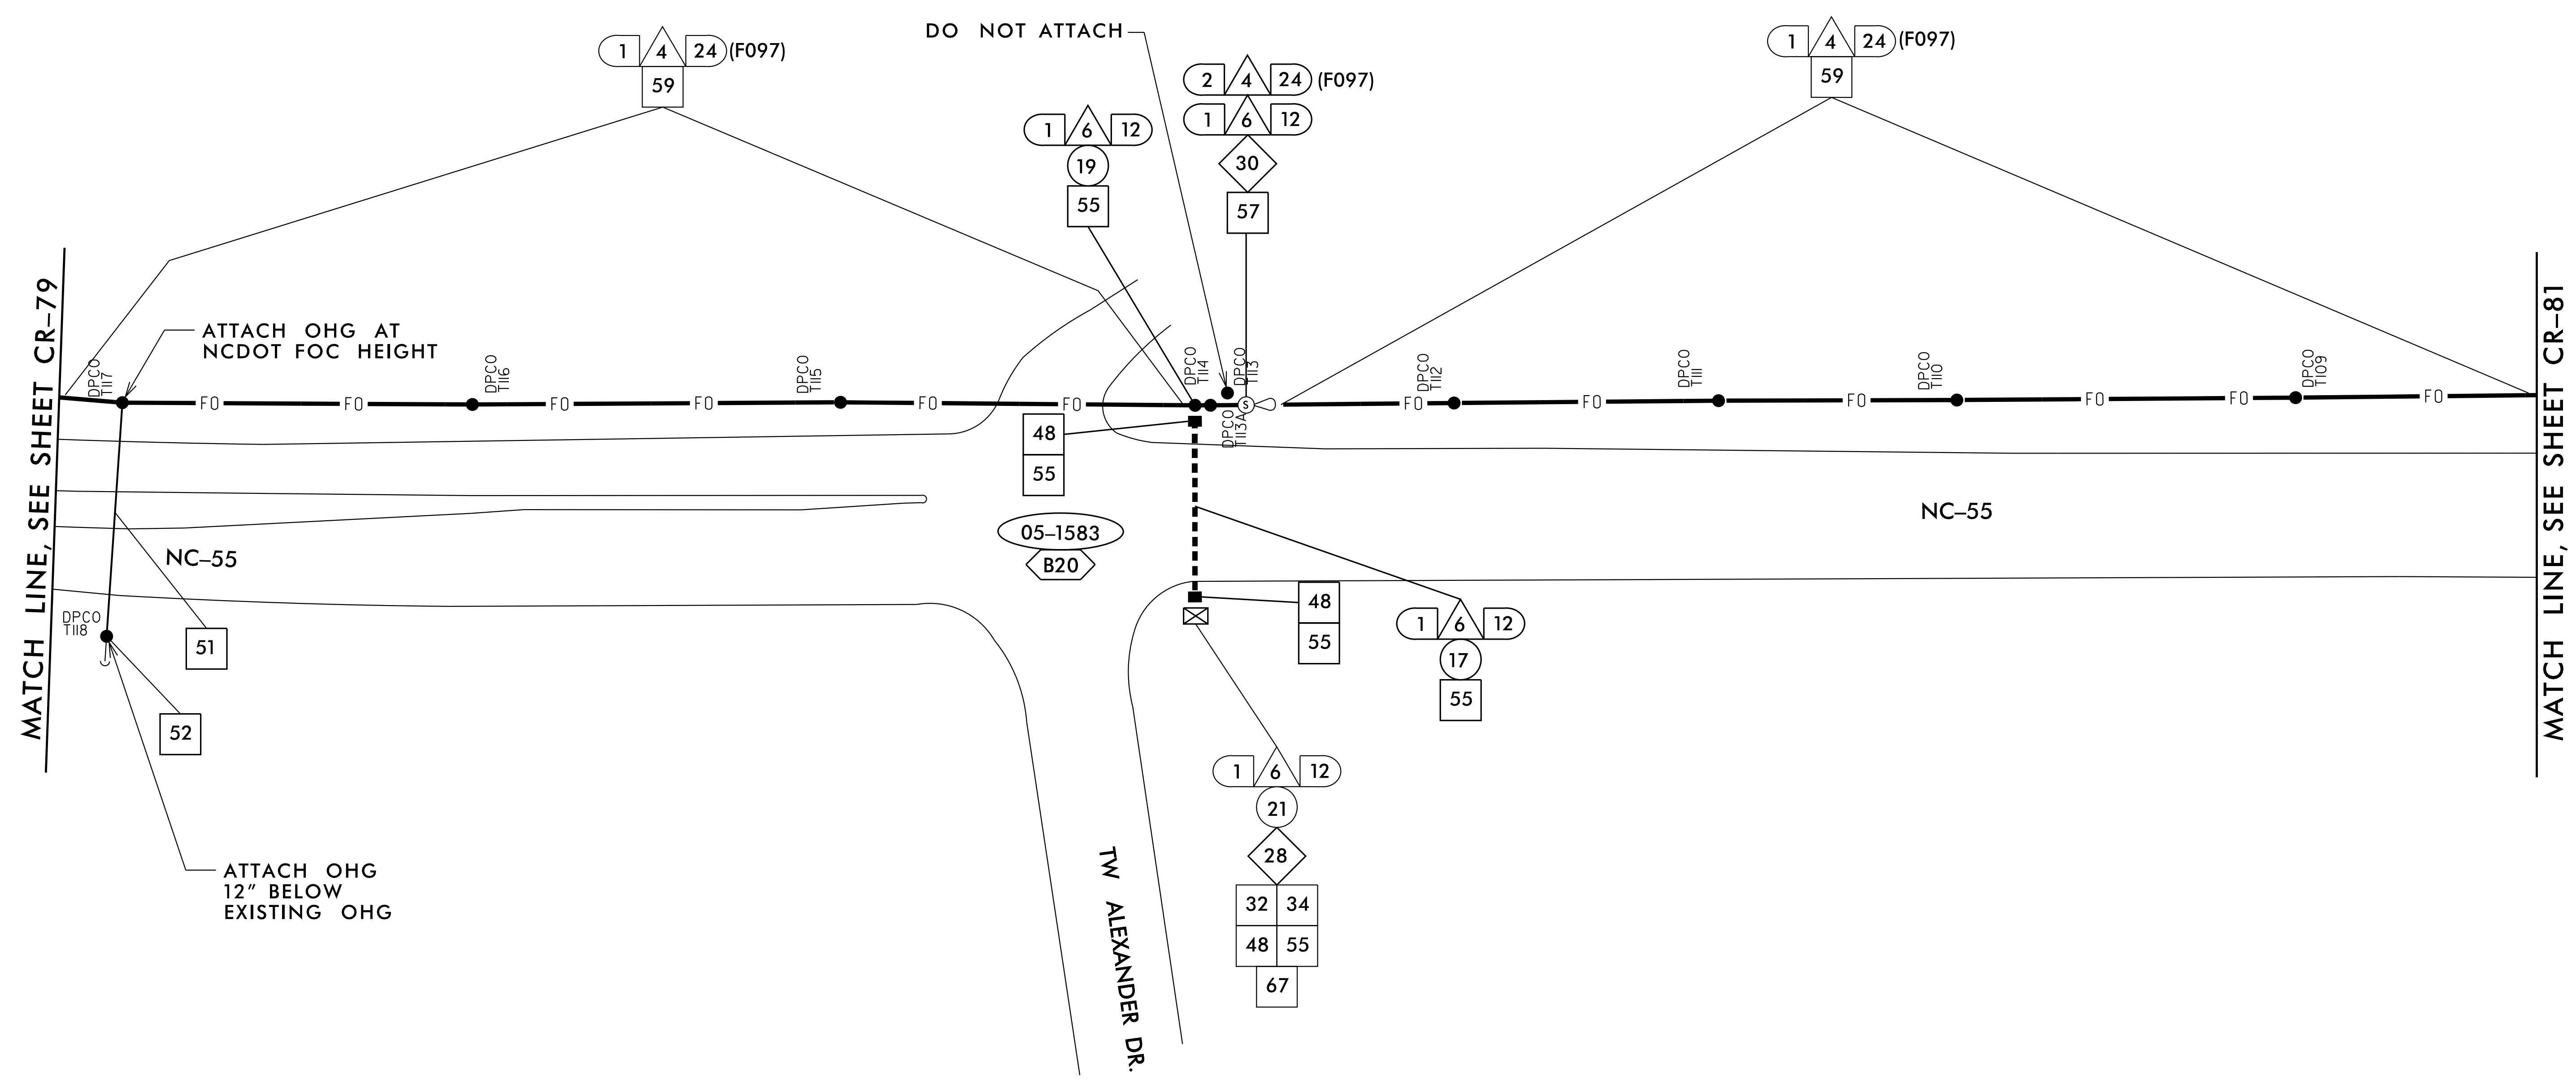 1 4 24 (F097)
59
DO NOT ATTACH
2 4 24 (F097)
1 6 12
30
57
1 6 12
19
55
1 4 24 (F097)
59
MATCH LINE, SEE SHEET CR-79
ATTACH OHG AT
NCDOT FOC HEIGHT
DPCO
T117
DPCO
T116
DPCO
T115
DPCO
T114
DPCO
T113
DPCO
T113A
DPCO
T112
DPCO
T111
DPCO
T110
DPCO
T109
FO FO FO FO FO FO S FO FO FO FO FO FO
MATCH LINE, SEE SHEET CR-81
48
55
05-1583
B20
NC-55
NC-55
DPCO
T118
51
52
48
55
1 6 12
17
55
1 6 12
21
28
32 34
48 55
67
ATTACH OHG
12" BELOW
EXISTING OHG
TW ALEXANDER DR.